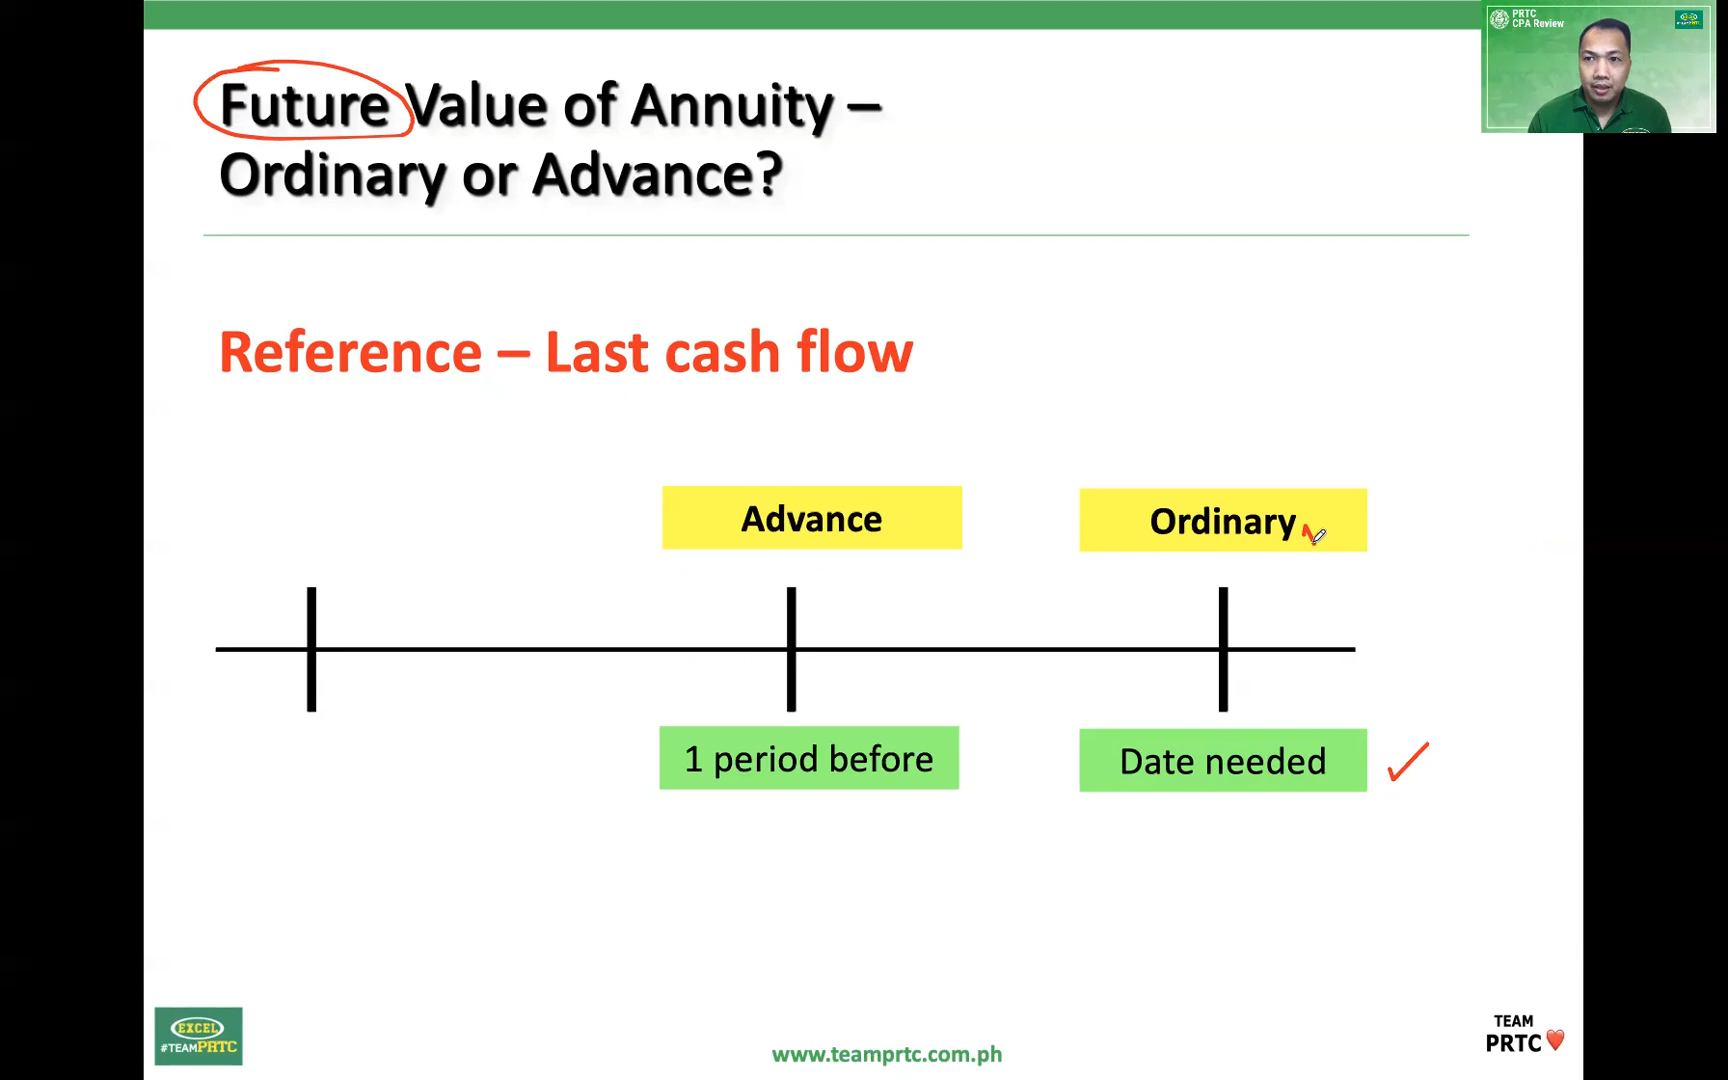 PRTC
CPA Review
Future Value of Annuity –
Ordinary or Advance?
Reference – Last cash flow
Advance
Ordinary
1 period before
Date needed
EXCEL
#TEAMPRTC
www.teamprtc.com.ph
TEAM
PRTC